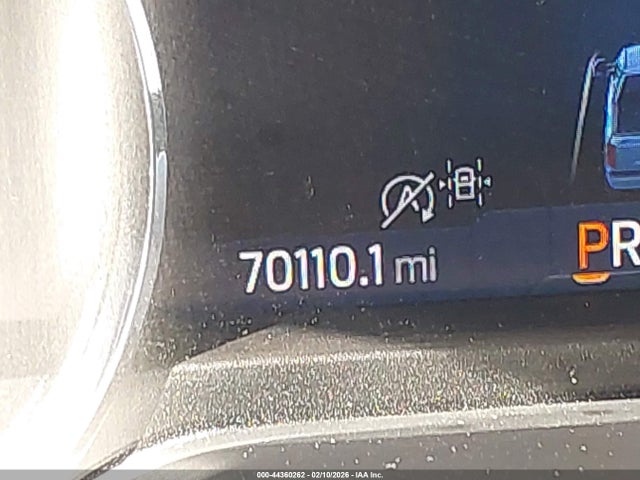 A
70110.1 mi
PR
000-44360262 - 02/10/2026 - IAA Inc.